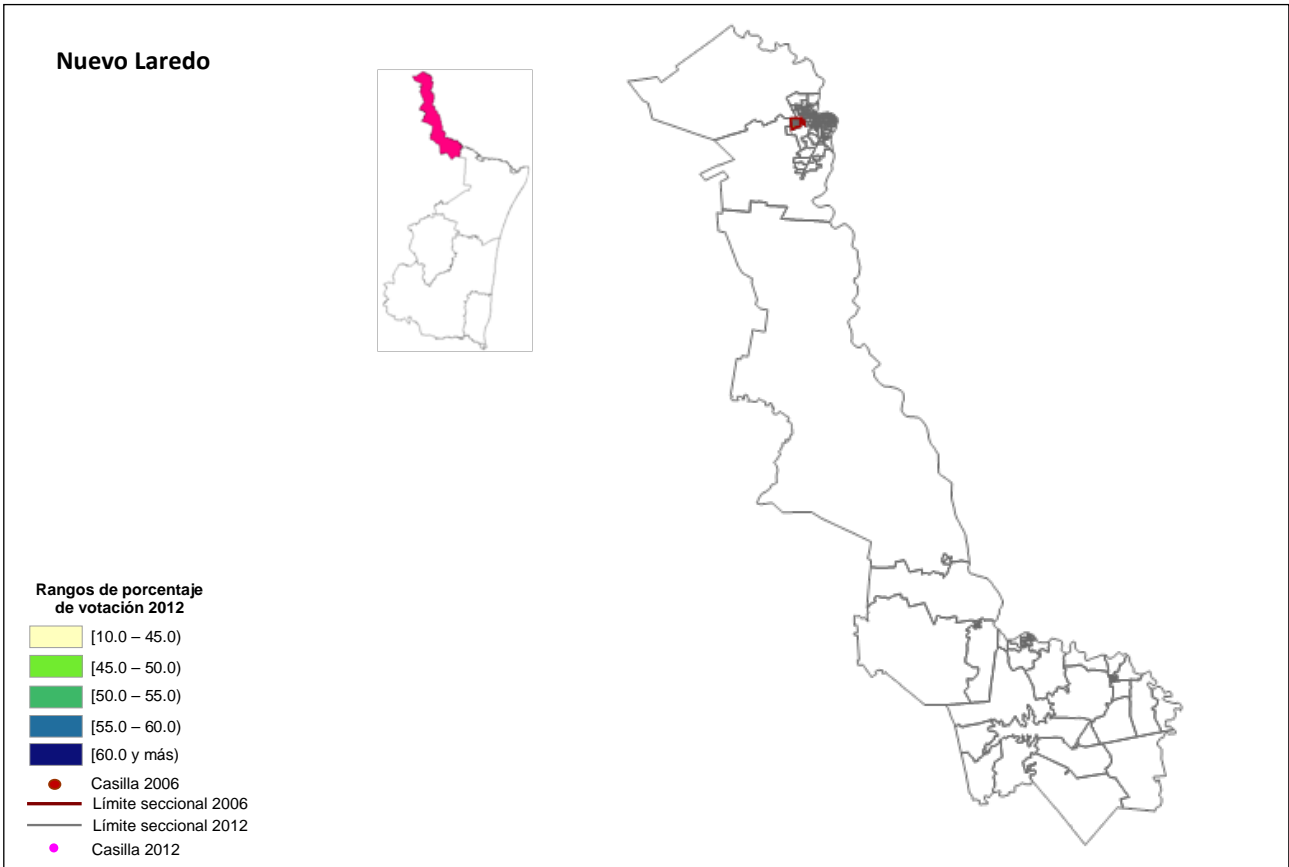 Nuevo Laredo
Rangos de porcentaje
de votación 2012
[10.0 – 45.0)
[45.0 – 50.0)
[50.0 – 55.0)
[55.0 – 60.0)
[60.0 y más)
Casilla 2006
Límite seccional 2006
Límite seccional 2012
Casilla 2012